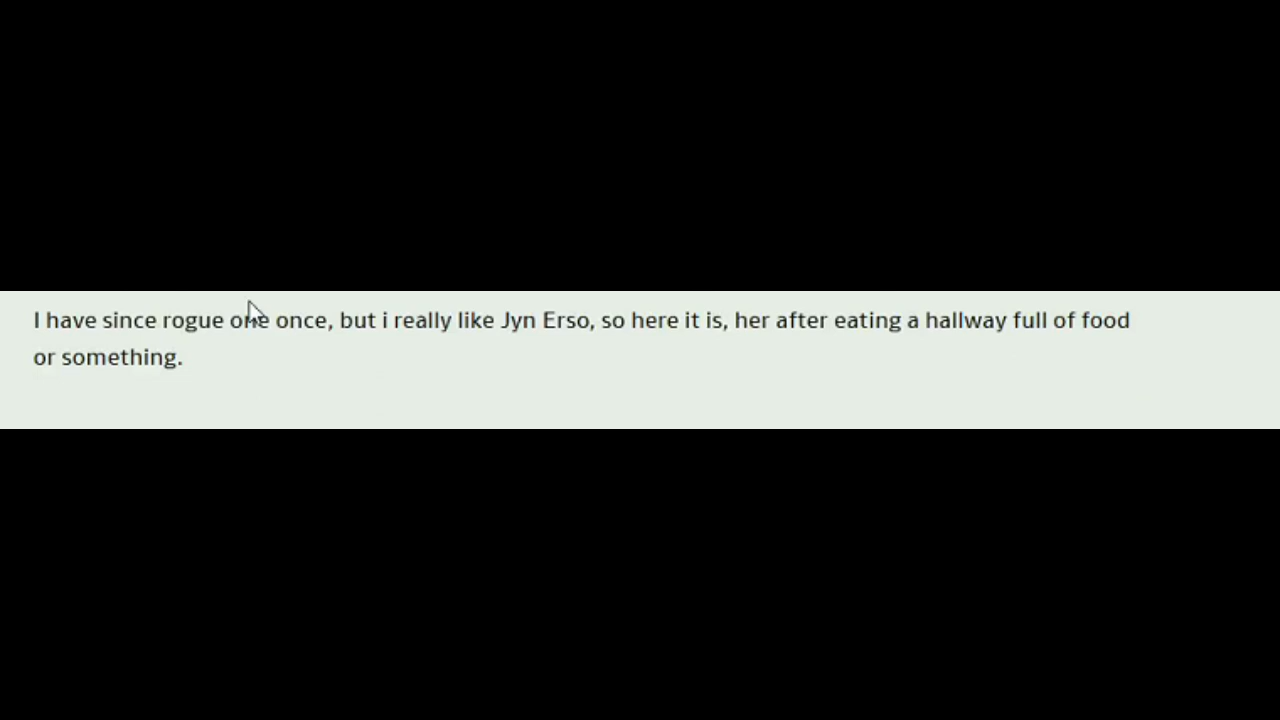 I have since rogue one once, but i really like Jyn Erso, so here it is, her after eating a hallway full of food
or something.